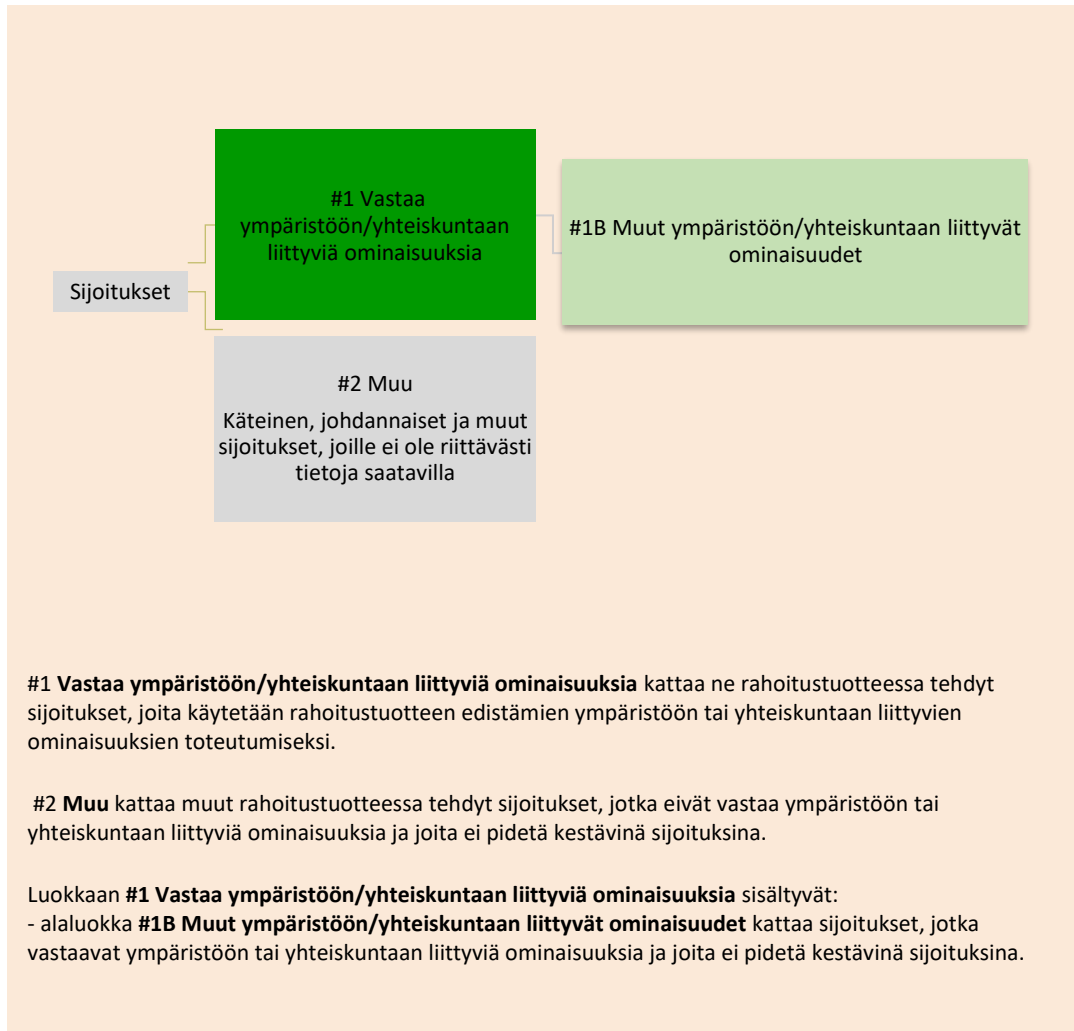 #1 Vastaa
ympäristöön/yhteiskuntaan
liittyviä ominaisuuksia
#1B Muut ympäristöön/yhteiskuntaan liittyvät
ominaisuudet
Sijoitukset
#2 Muu
Käteinen, johdannaiset ja muut
sijoitukset, joille ei ole riittävästi
tietoja saatavilla
#1 Vastaa ympäristöön/yhteiskuntaan liittyviä ominaisuuksia kattaa ne rahoitustuotteessa tehdyt
sijoitukset, joita käytetään rahoitustuotteen edistämien ympäristöön tai yhteiskuntaan liittyvien
ominaisuuksien toteutumiseksi.
#2 Muu kattaa muut rahoitustuotteessa tehdyt sijoitukset, jotka eivät vastaa ympäristöön tai
yhteiskuntaan liittyviä ominaisuuksia ja joita ei pidetä kestävinä sijoituksina.
Luokkaan #1 Vastaa ympäristöön/yhteiskuntaan liittyviä ominaisuuksia sisältyvät:
- alaluokka #1B Muut ympäristöön/yhteiskuntaan liittyvät ominaisuudet kattaa sijoitukset, jotka
vastaavat ympäristöön tai yhteiskuntaan liittyviä ominaisuuksia ja joita ei pidetä kestävinä sijoituksina.